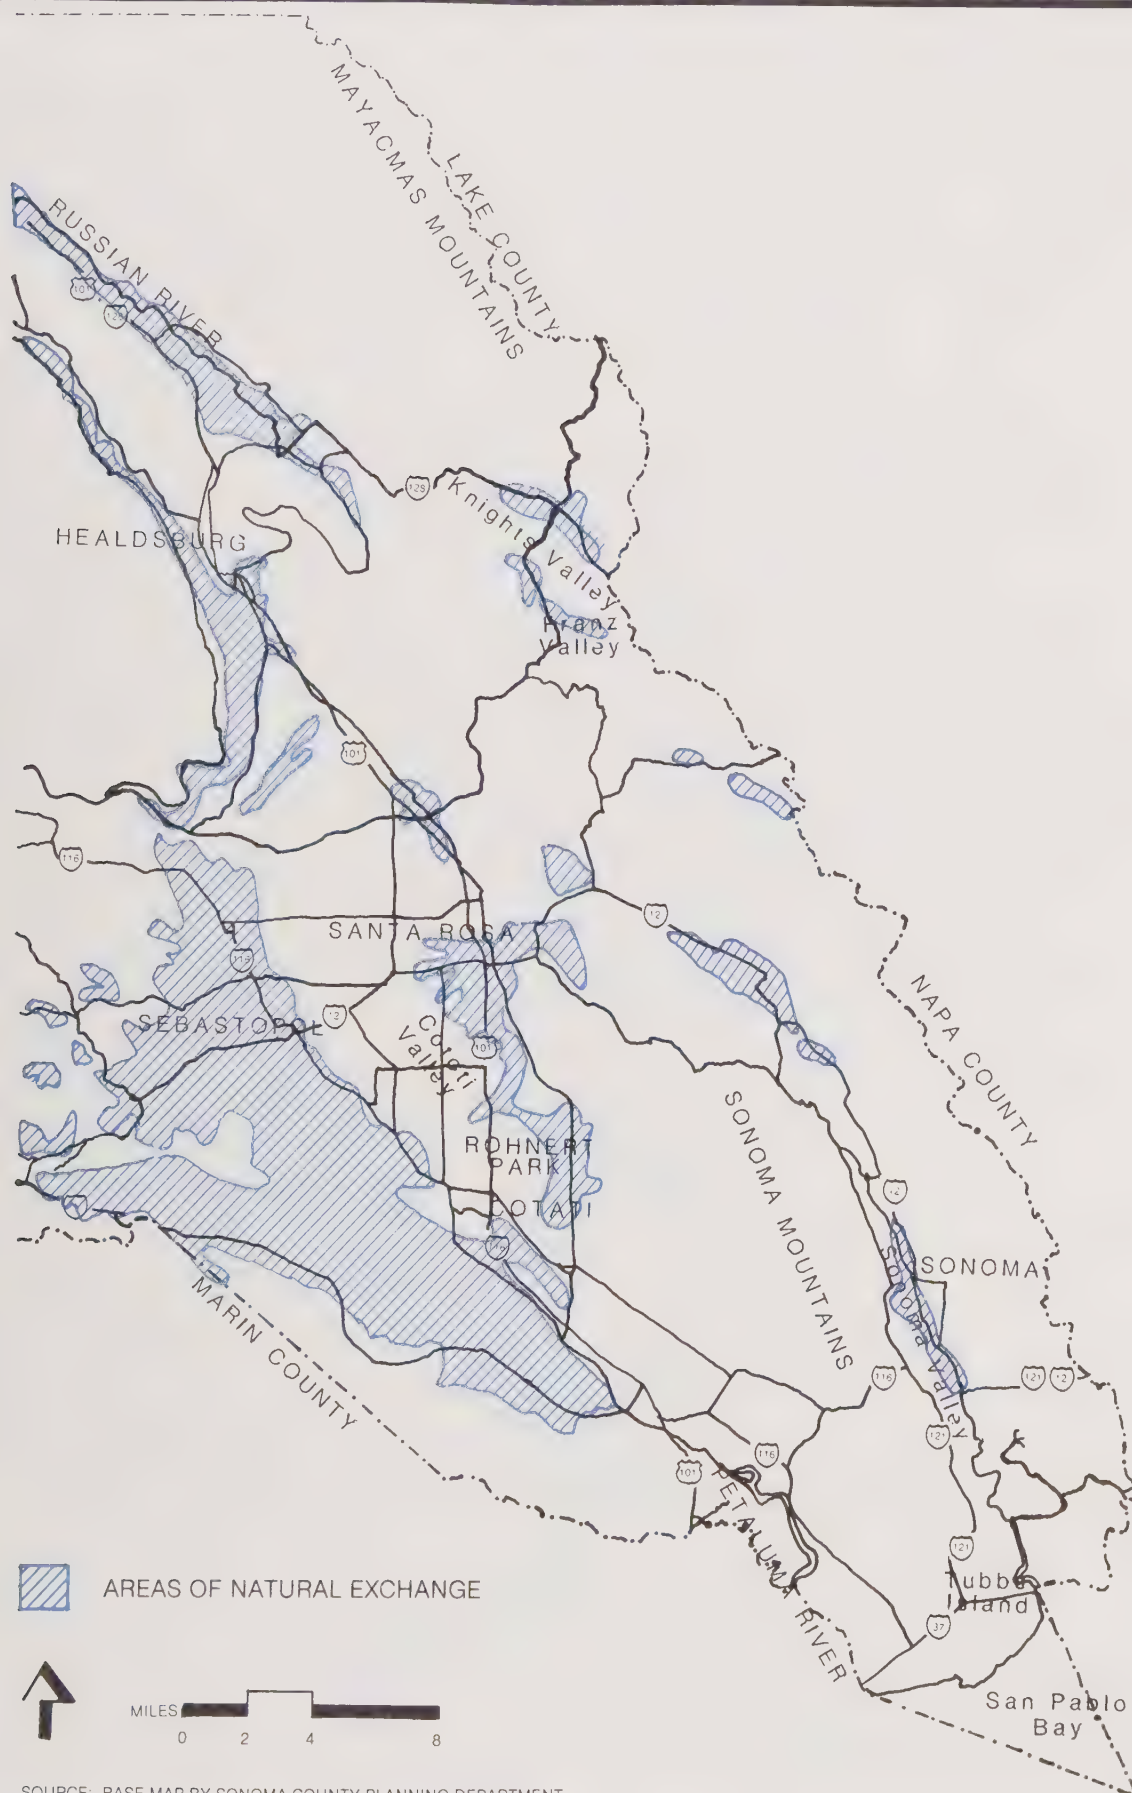 LAKE COUNTY
MAYACMAS MOUNTAINS
RUSSIAN RIVER
101
128
128
Knights Valley
HEALDSBURG
Franz
Valley
101
116
12
SANTA ROSA
116
NAPA COUNTY
SEBASTOPOL
12
Cotati
Valley
101
SONOMA MOUNTAINS
ROHNERT
PARK
COTATI
12
116
SONOMA
Sonoma Valley
MARIN COUNTY
116
121
12
121
116
101
PETALUMA RIVER
121
Tubbs
Island
37
AREAS OF NATURAL EXCHANGE
San Pablo
Bay
MILES
0 2 4 8
SOURCE: BASE MAP BY SONOMA COUNTY PLANNING DEPARTMENT